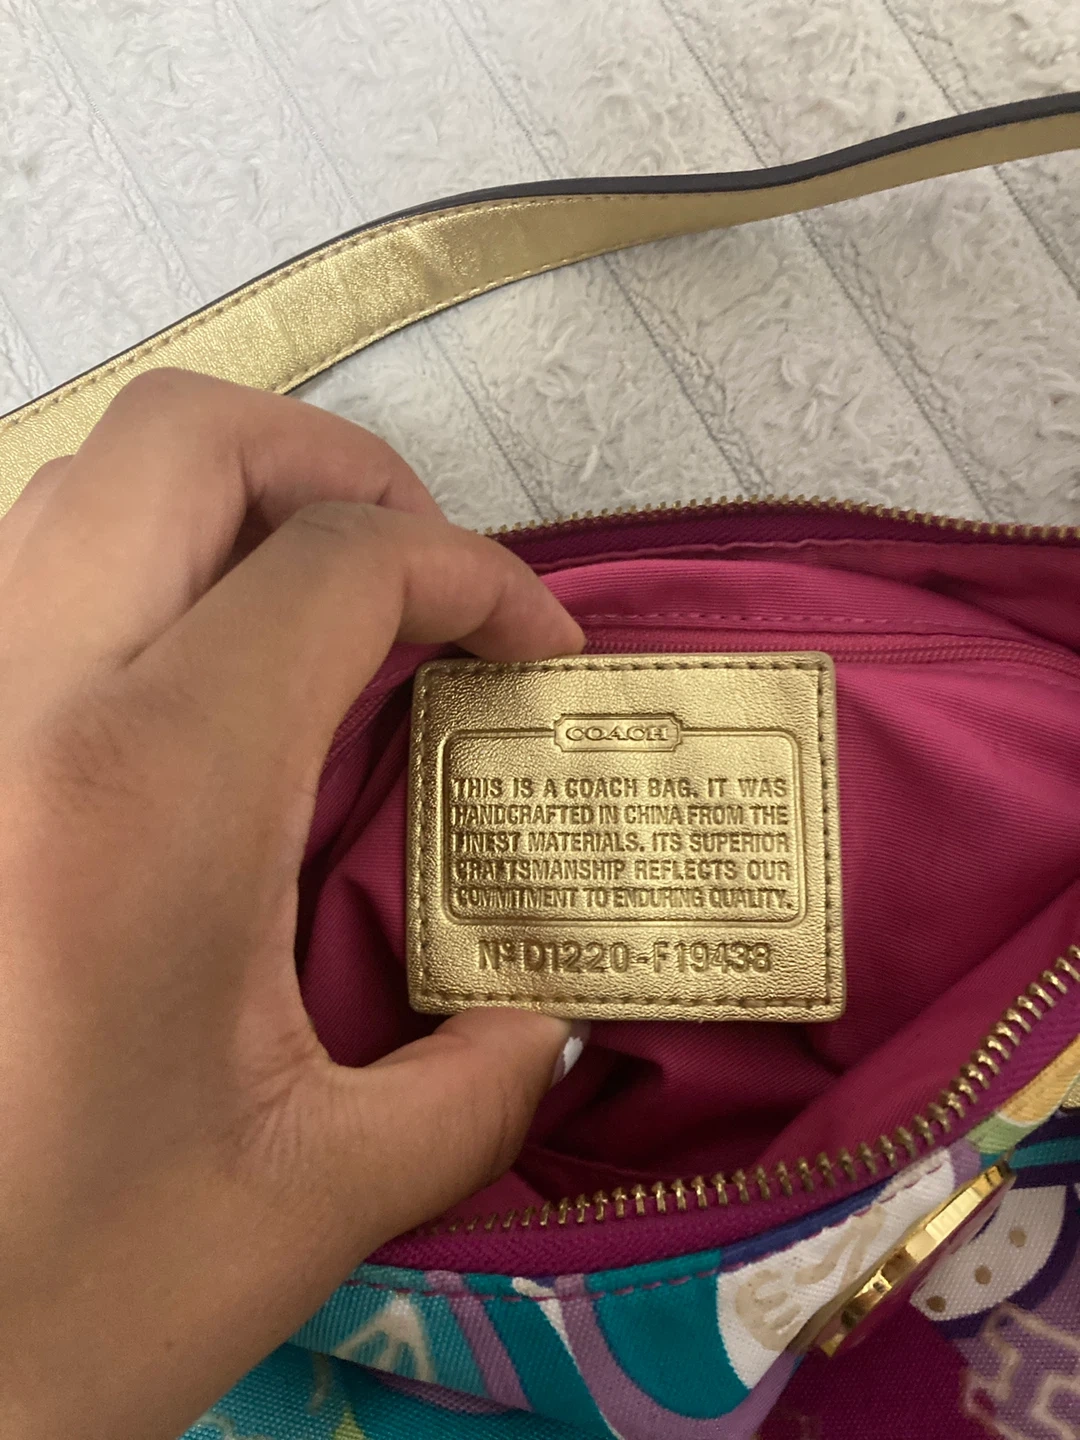 COACH
THIS IS A COACH BAG. IT WAS
HANDCRAFTED IN CHINA FROM THE
FINEST MATERIALS. ITS SUPERIOR
CRAFTSMANSHIP REFLECTS OUR
COMMITMENT TO ENDURING QUALITY.
Nº D1220-F19438